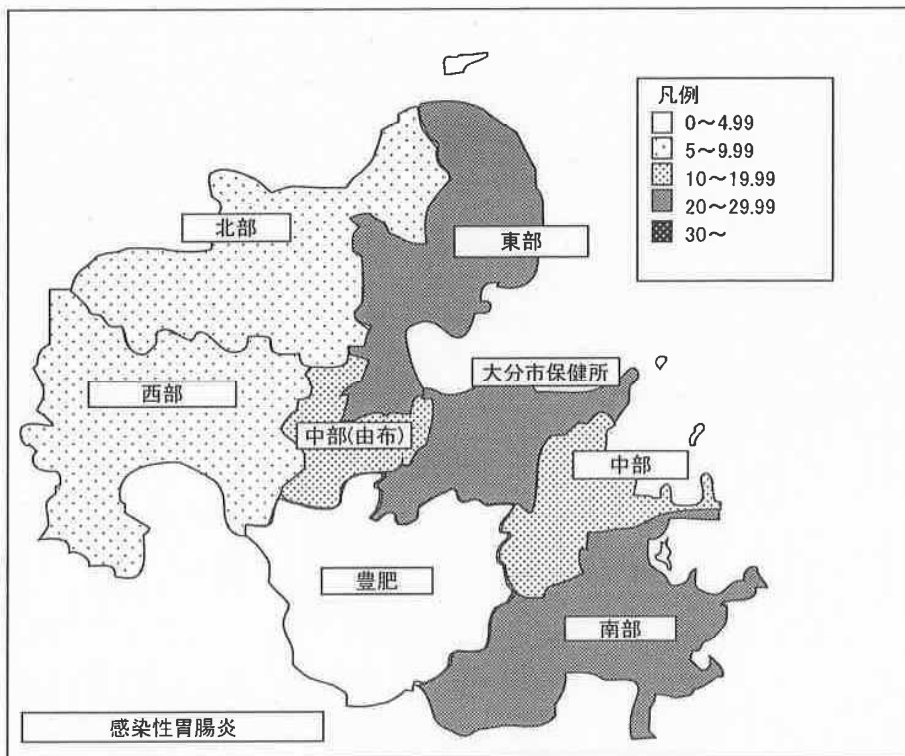 凡例
0～4.99
5～9.99
10～19.99
20～29.99
30～
北部
東部
大分市保健所
西部
中部(由布)
中部
豊肥
南部
感染性胃腸炎